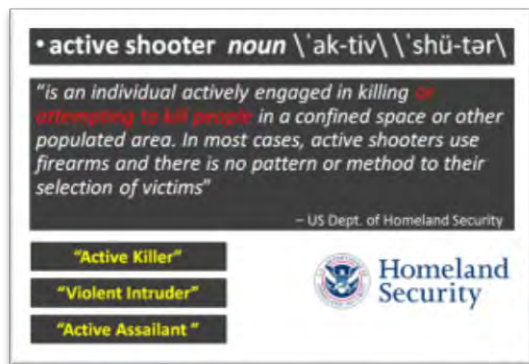 • active shooter noun \ˈak-tiv\ \ˈshü-tər\
“is an individual actively engaged in killing or
attempting to kill people in a confined space or other
populated area. In most cases, active shooters use
firearms and there is no pattern or method to their
selection of victims”
– US Dept. of Homeland Security
“Active Killer”
“Violent Intruder”
“Active Assailant ”
Homeland
Security